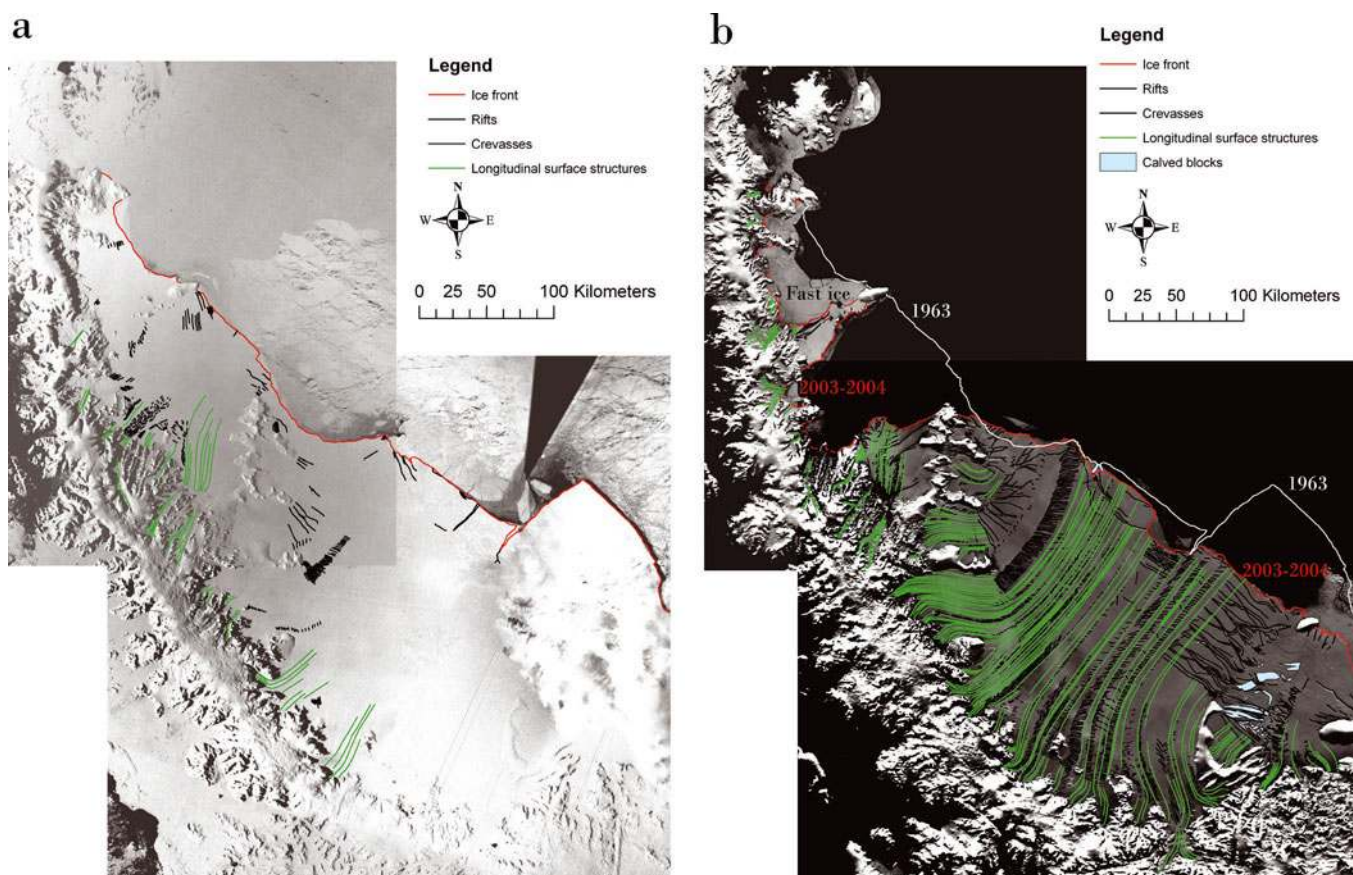 a
Legend
Ice front
Rifts
Crevasses
Longitudinal surface structures
N
W E
S
0 25 50 100 Kilometers
b
Legend
Ice front
Rifts
Crevasses
Longitudinal surface structures
Calved blocks
N
W E
S
0 25 50 100 Kilometers
Fast ice
1963
2003-2004
1963
2003-2004